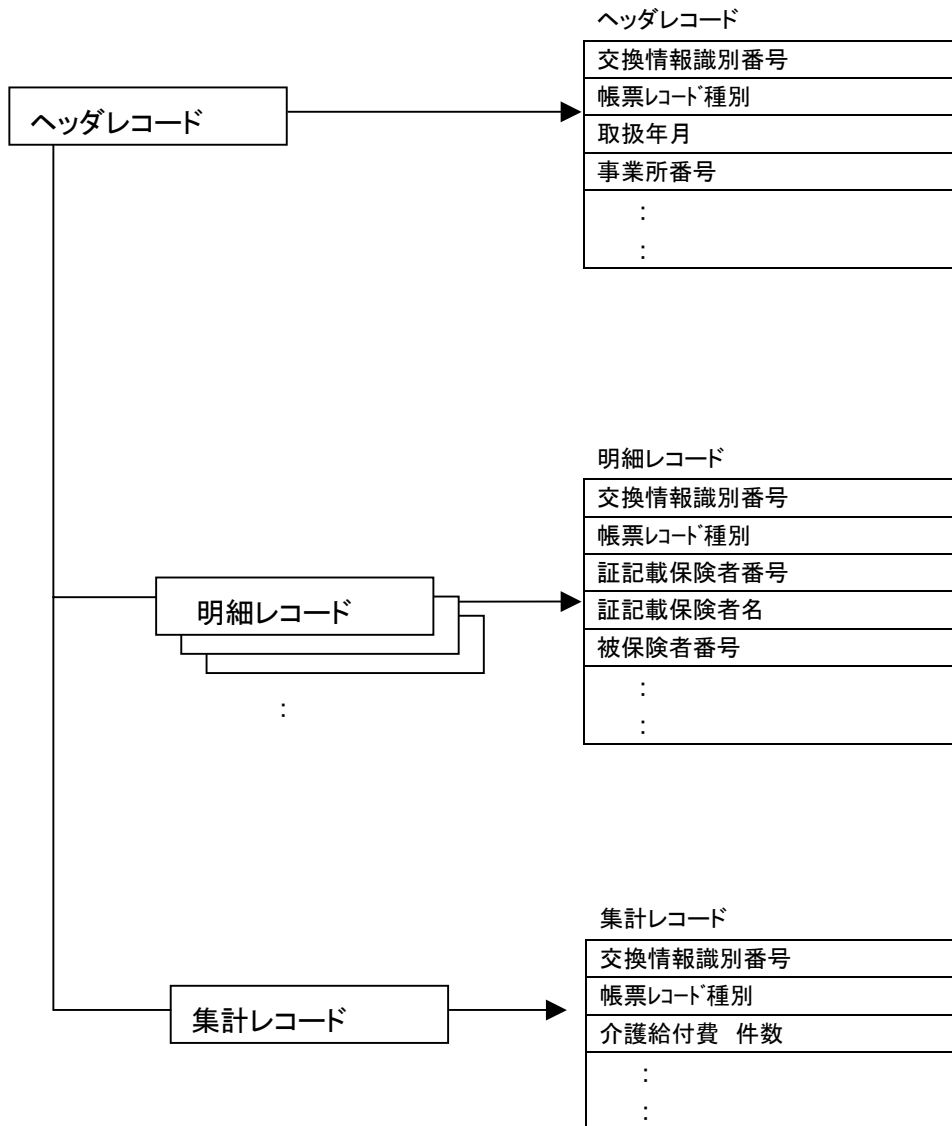 ヘッダレコード
交換情報識別番号
帳票ﾚｺｰﾄﾞ種別
取扱年月
事業所番号
:
:
ヘッダレコード
明細レコード
交換情報識別番号
帳票ﾚｺｰﾄﾞ種別
証記載保険者番号
証記載保険者名
被保険者番号
:
:
明細レコード
:
集計レコード
交換情報識別番号
帳票ﾚｺｰﾄﾞ種別
介護給付費 件数
:
:
集計レコード